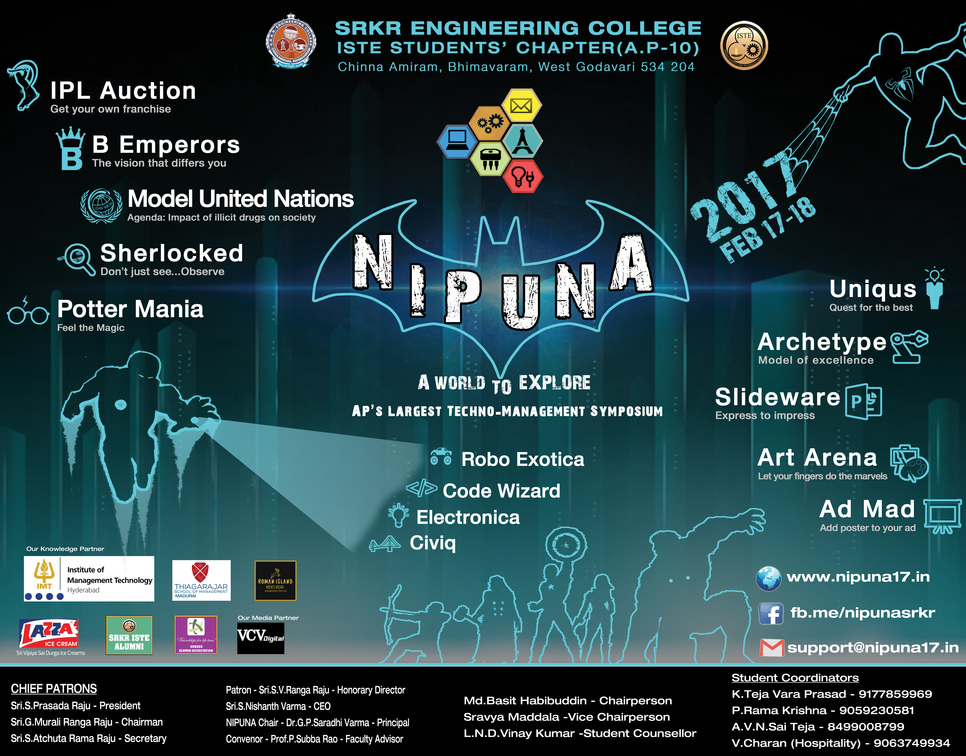 SRKR ENGINEERING COLLEGE
ISTE STUDENTS' CHAPTER(A.P-10)
Chinna Amiram, Bhimavaram, West Godavari 534 204
ISTE
IPL Auction
Get your own franchise
B
B Emperors
The vision that differs you
Model United Nations
Agenda: Impact of illicit drugs on society
Sherlocked
Don't just see...Observe
Potter Mania
Feel the Magic
2017
FEB 17-18
NIPUNA
A WORLD TO EXPLORE
AP'S LARGEST TECHNO-MANAGEMENT SYMPOSIUM
Robo Exotica
Code Wizard
Electronica
Civiq
Uniqus
Quest for the best
Archetype
Model of excellence
Slideware
Express to impress
P
Art Arena
Let your fingers do the marvels
Ad Mad
Add poster to your ad
Our Knowledge Partner
IMT
Institute of
Management Technology
Hyderabad
THIAGARAJAR
SCHOOL OF MANAGEMENT
MADURAI
ROMAN ISLAND
MEN'S WEAR
LAZZA
ICE CREAM
Sri Vijaya Sai Durga Ice Creams
SRKR ISTE
ALUMNI
Our Media Partner
VCVDigital
www.nipuna17.in
fb.me/nipunasrkr
support@nipuna17.in
CHIEF PATRONS
Sri.S.Prasada Raju - President
Sri.G.Murali Ranga Raju - Chairman
Sri.S.Atchuta Rama Raju - Secretary
Patron - Sri.S.V.Ranga Raju - Honorary Director
Sri.S.Nishanth Varma - CEO
NIPUNA Chair - Dr.G.P.Saradhi Varma - Principal
Convenor - Prof.P.Subba Rao - Faculty Advisor
Md.Basit Habibuddin - Chairperson
Sravya Maddala -Vice Chairperson
L.N.D.Vinay Kumar -Student Counsellor
Student Coordinators
K.Teja Vara Prasad - 9177859969
P.Rama Krishna - 9059230581
A.V.N.Sai Teja - 8499008799
V.Charan (Hospitality) - 9063749934